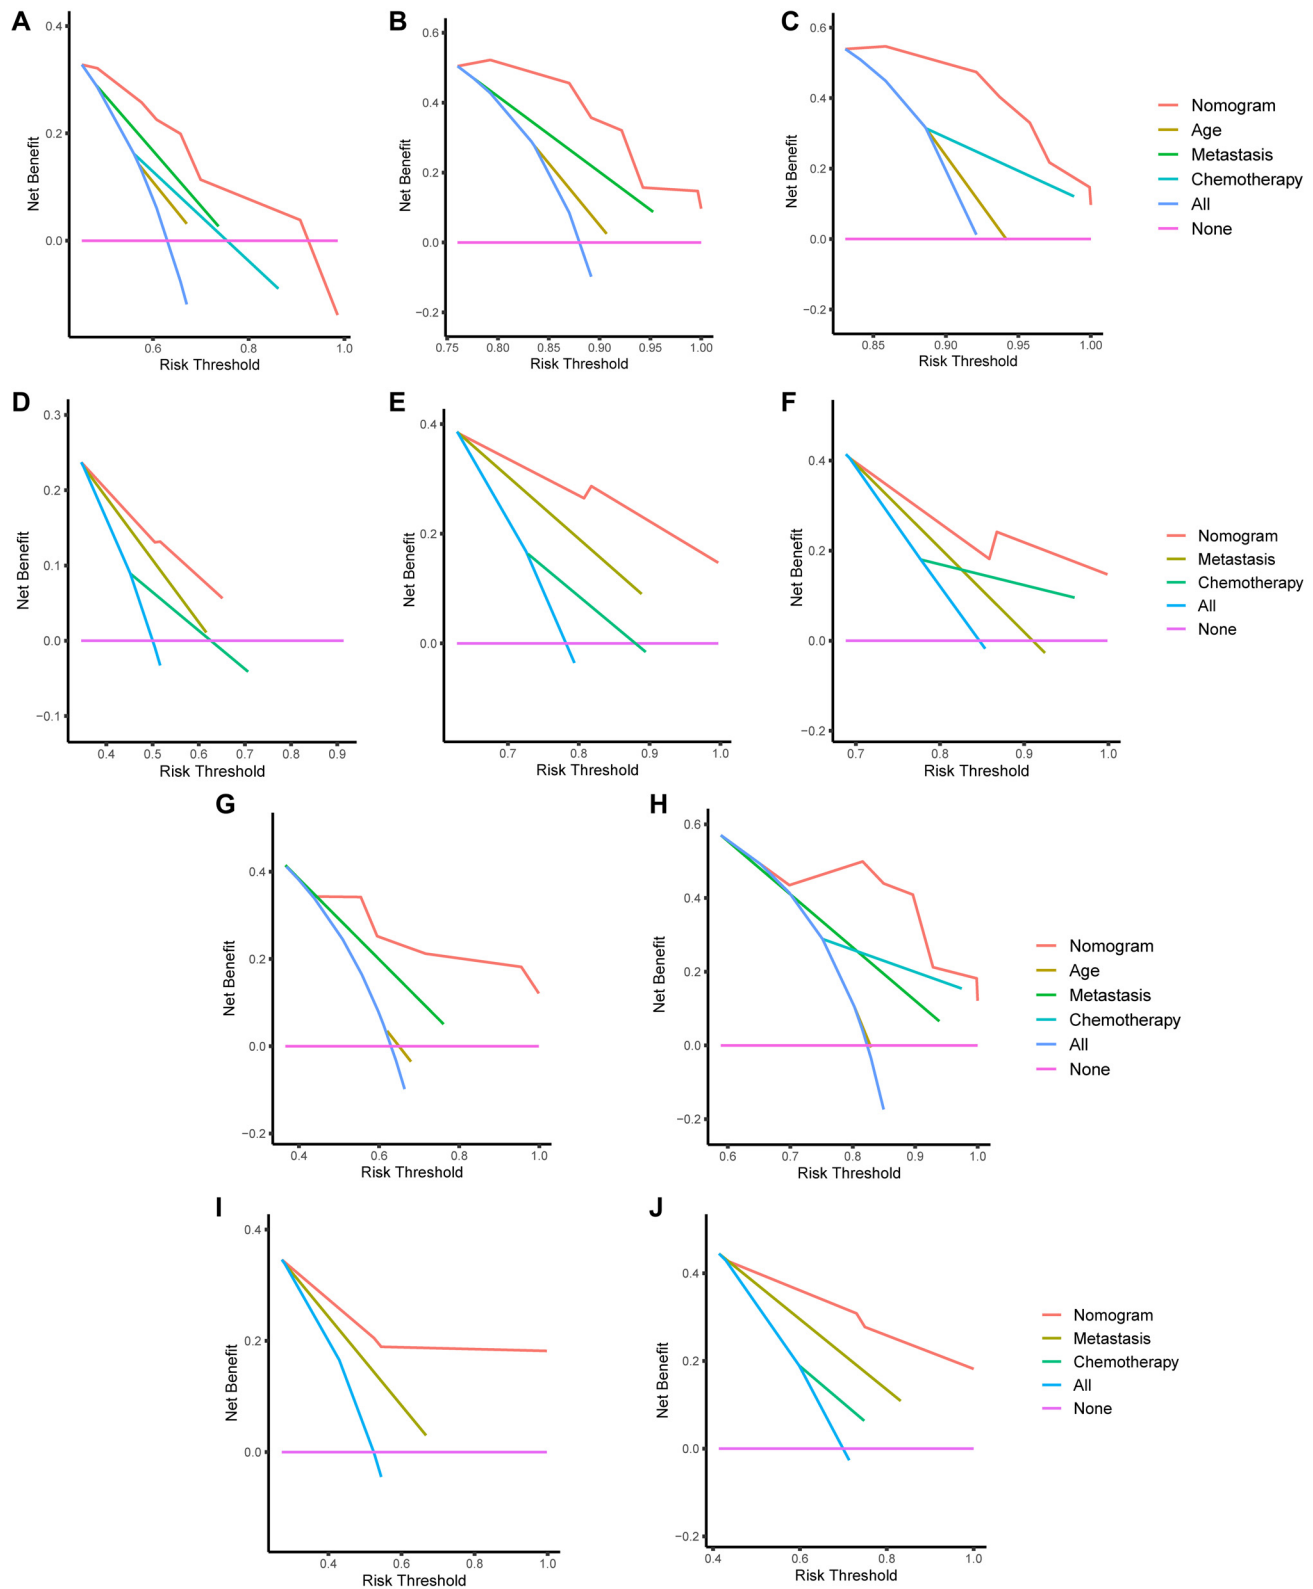 A
0.4
0.2
0.0
Net Benefit
0.6
0.8
1.0
Risk Threshold
B
0.6
0.4
0.2
0.0
−0.2
Net Benefit
0.75
0.80
0.85
0.90
0.95
1.00
Risk Threshold
C
0.6
0.4
0.2
0.0
−0.2
Net Benefit
0.85
0.90
0.95
1.00
Risk Threshold
Nomogram
Age
Metastasis
Chemotherapy
All
None
D
0.3
0.2
0.1
0.0
−0.1
Net Benefit
0.4
0.5
0.6
0.7
0.8
0.9
Risk Threshold
E
0.4
0.2
0.0
Net Benefit
0.7
0.8
0.9
1.0
Risk Threshold
F
0.4
0.2
0.0
−0.2
Net Benefit
0.7
0.8
0.9
1.0
Risk Threshold
Nomogram
Metastasis
Chemotherapy
All
None
G
0.4
0.2
0.0
−0.2
Net Benefit
0.4
0.6
0.8
1.0
Risk Threshold
H
0.6
0.4
0.2
0.0
−0.2
Net Benefit
0.6
0.7
0.8
0.9
1.0
Risk Threshold
Nomogram
Age
Metastasis
Chemotherapy
All
None
I
0.4
0.2
0.0
Net Benefit
0.4
0.6
0.8
1.0
Risk Threshold
J
0.4
0.2
0.0
−0.2
Net Benefit
0.4
0.6
0.8
1.0
Risk Threshold
Nomogram
Metastasis
Chemotherapy
All
None